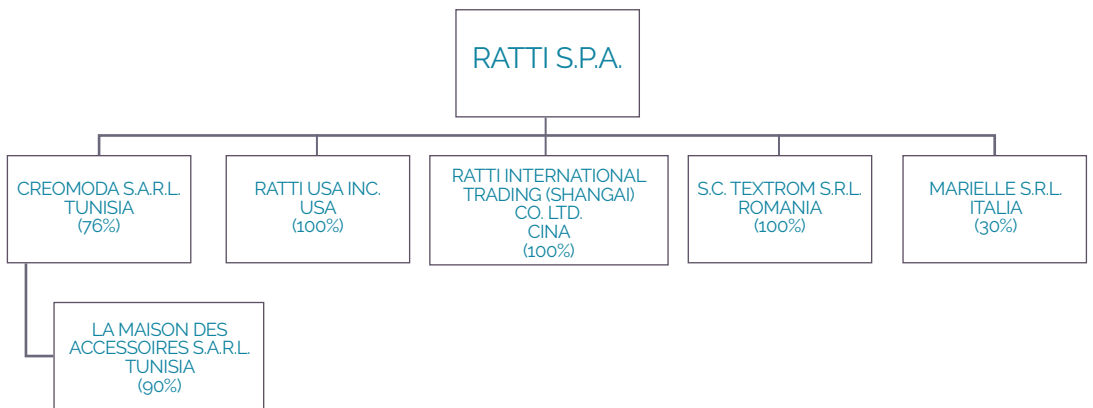 RATTI S.P.A.
CREOMODA S.A.R.L.
TUNISIA
(76%)
RATTI USA INC.
USA
(100%)
RATTI INTERNATIONAL
TRADING (SHANGAI)
CO. LTD.
CINA
(100%)
S.C. TEXTROM S.R.L.
ROMANIA
(100%)
MARIELLE S.R.L.
ITALIA
(30%)
LA MAISON DES
ACCESSOIRES S.A.R.L.
TUNISIA
(90%)